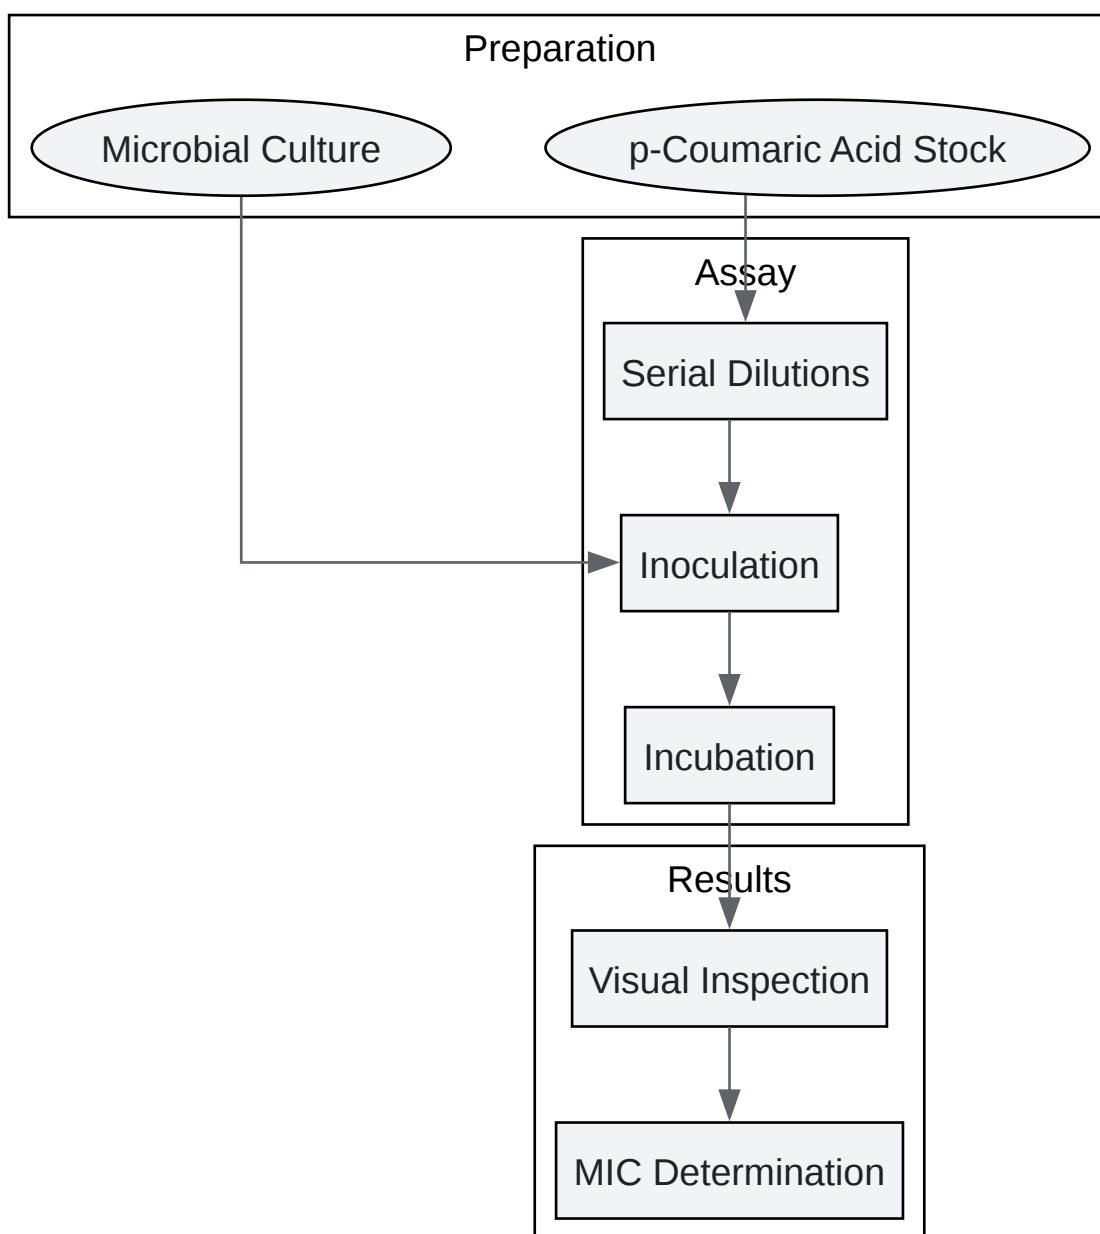 Preparation
Microbial Culture
p-Coumaric Acid Stock
Assay
Serial Dilutions
Inoculation
Incubation
Results
Visual Inspection
MIC Determination